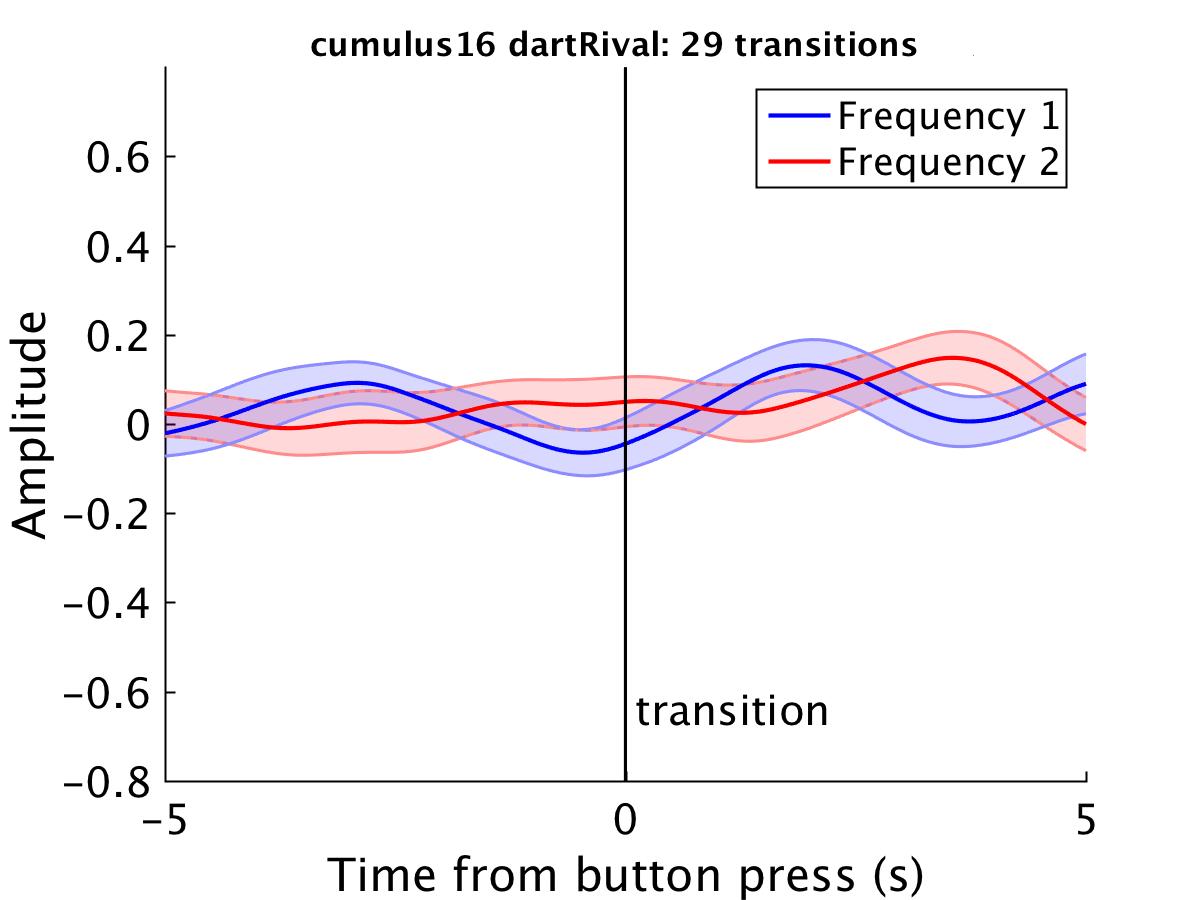 cumulus16 dartRival: 29 transitions
Frequency 1
Frequency 2
0.6
0.4
0.2
0
−0.2
−0.4
−0.6
−0.8
Amplitude
transition
−5
0
5
Time from button press (s)